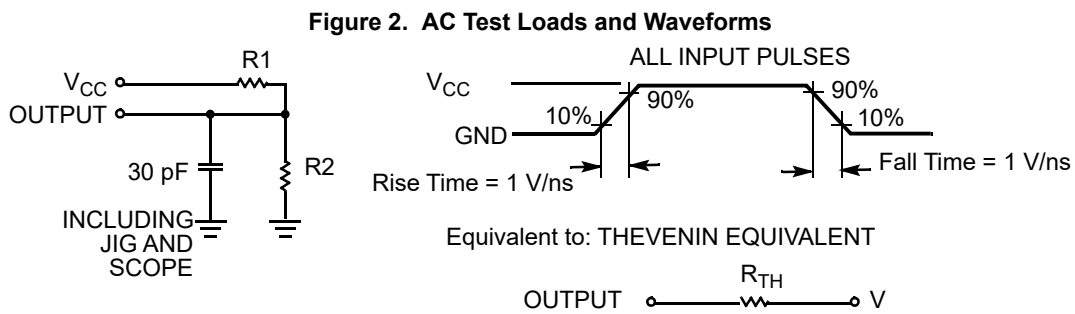 Figure 2. AC Test Loads and Waveforms
R1
VCC
OUTPUT
30 pF
R2
INCLUDING
JIG AND
SCOPE
ALL INPUT PULSES
VCC
GND
10%
90%
90%
10%
Rise Time = 1 V/ns
Fall Time = 1 V/ns
Equivalent to: THEVENIN EQUIVALENT
RTH
OUTPUT
V